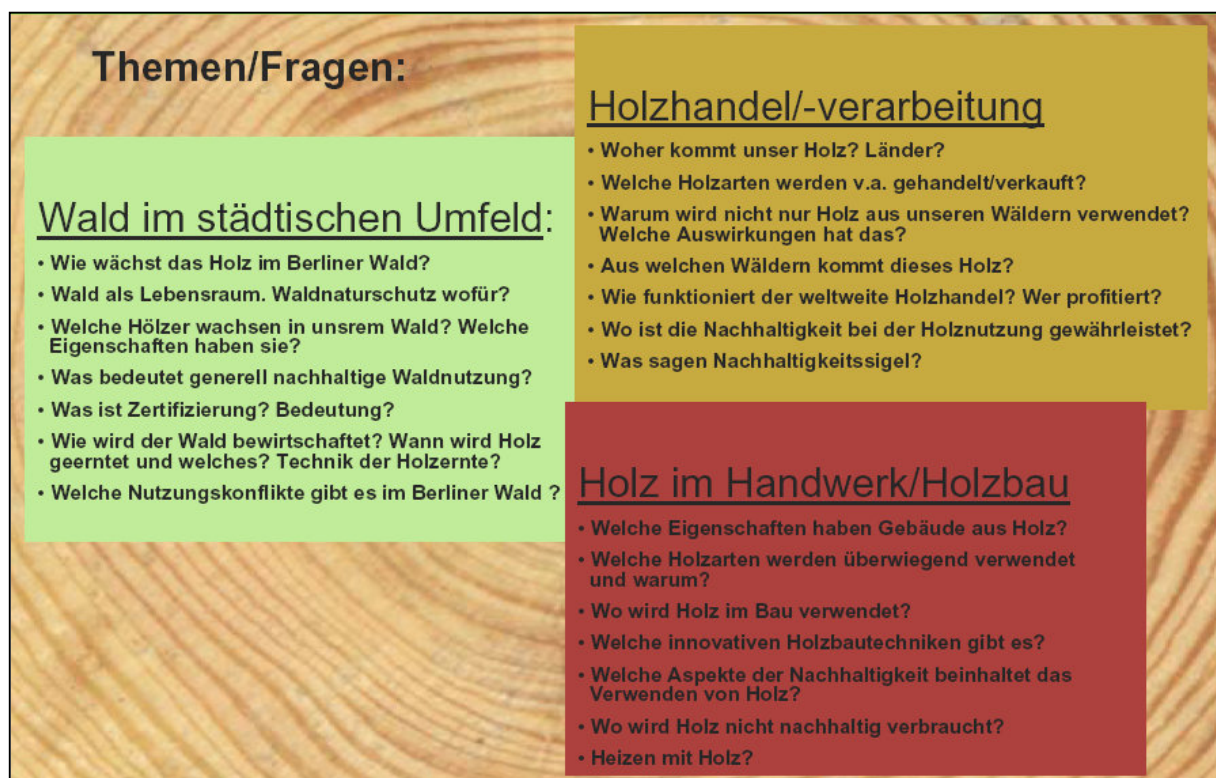 Themen/Fragen:
Wald im städtischen Umfeld:
• Wie wächst das Holz im Berliner Wald?
• Wald als Lebensraum. Waldnaturschutz wofür?
• Welche Hölzer wachsen in unsrem Wald? Welche
Eigenschaften haben sie?
• Was bedeutet generell nachhaltige Waldnutzung?
• Was ist Zertifizierung? Bedeutung?
• Wie wird der Wald bewirtschaftet? Wann wird Holz
geerntet und welches? Technik der Holzernte?
• Welche Nutzungskonflikte gibt es im Berliner Wald ?
Holzhandel/-verarbeitung
• Woher kommt unser Holz? Länder?
• Welche Holzarten werden v.a. gehandelt/verkauft?
• Warum wird nicht nur Holz aus unseren Wäldern verwendet?
Welche Auswirkungen hat das?
• Aus welchen Wäldern kommt dieses Holz?
• Wie funktioniert der weltweite Holzhandel? Wer profitiert?
• Wo ist die Nachhaltigkeit bei der Holznutzung gewährleistet?
• Was sagen Nachhaltigkeitssigel?
Holz im Handwerk/Holzbau
• Welche Eigenschaften haben Gebäude aus Holz?
• Welche Holzarten werden überwiegend verwendet
und warum?
• Wo wird Holz im Bau verwendet?
• Welche innovativen Holzbautechniken gibt es?
• Welche Aspekte der Nachhaltigkeit beinhaltet das
Verwenden von Holz?
• Wo wird Holz nicht nachhaltig verbraucht?
• Heizen mit Holz?